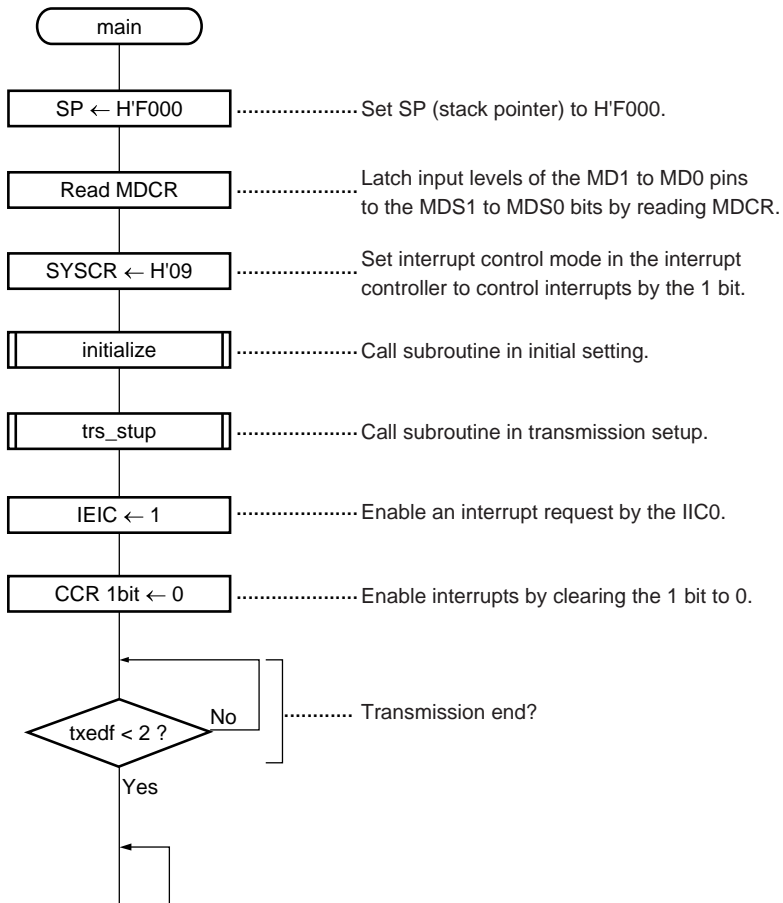 main
SP ← H'F000
Set SP (stack pointer) to H'F000.
Read MDCR
Latch input levels of the MD1 to MD0 pins
to the MDS1 to MDS0 bits by reading MDCR.
SYSCR ← H'09
Set interrupt control mode in the interrupt
controller to control interrupts by the 1 bit.
initialize
Call subroutine in initial setting.
trs_stup
Call subroutine in transmission setup.
IEIC ← 1
Enable an interrupt request by the IIC0.
CCR 1bit ← 0
Enable interrupts by clearing the 1 bit to 0.
txedf < 2 ?
No
Transmission end?
Yes